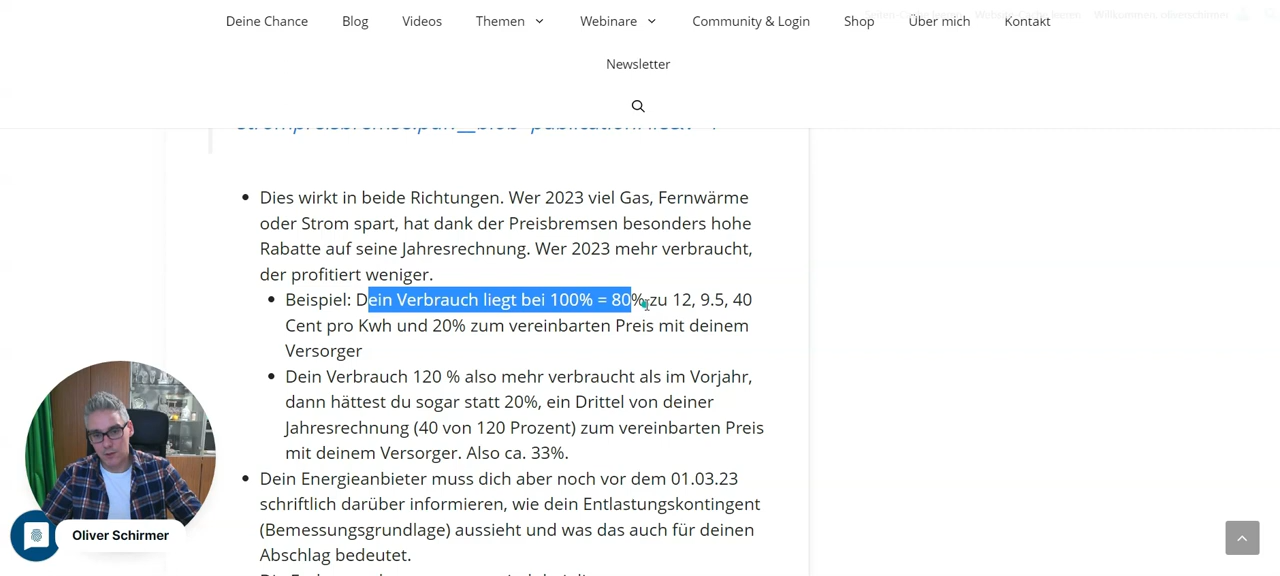 Deine Chance Blog Videos Themen Webinare Community & Login Shop Über mich Kontakt
Newsletter
Dies wirkt in beide Richtungen. Wer 2023 viel Gas, Fernwärme
oder Strom spart, hat dank der Preisbremsen besonders hohe
Rabatte auf seine Jahresrechnung. Wer 2023 mehr verbraucht,
der profitiert weniger.
Beispiel: Dein Verbrauch liegt bei 100% = 80% zu 12, 9.5, 40
Cent pro Kwh und 20% zum vereinbarten Preis mit deinem
Versorger
Dein Verbrauch 120 % also mehr verbraucht als im Vorjahr,
dann hättest du sogar statt 20%, ein Drittel von deiner
Jahresrechnung (40 von 120 Prozent) zum vereinbarten Preis
mit deinem Versorger. Also ca. 33%.
Dein Energieanbieter muss dich aber noch vor dem 01.03.23
schriftlich darüber informieren, wie dein Entlastungskontingent
(Bemessungsgrundlage) aussieht und was das auch für deinen
Abschlag bedeutet.
Oliver Schirmer